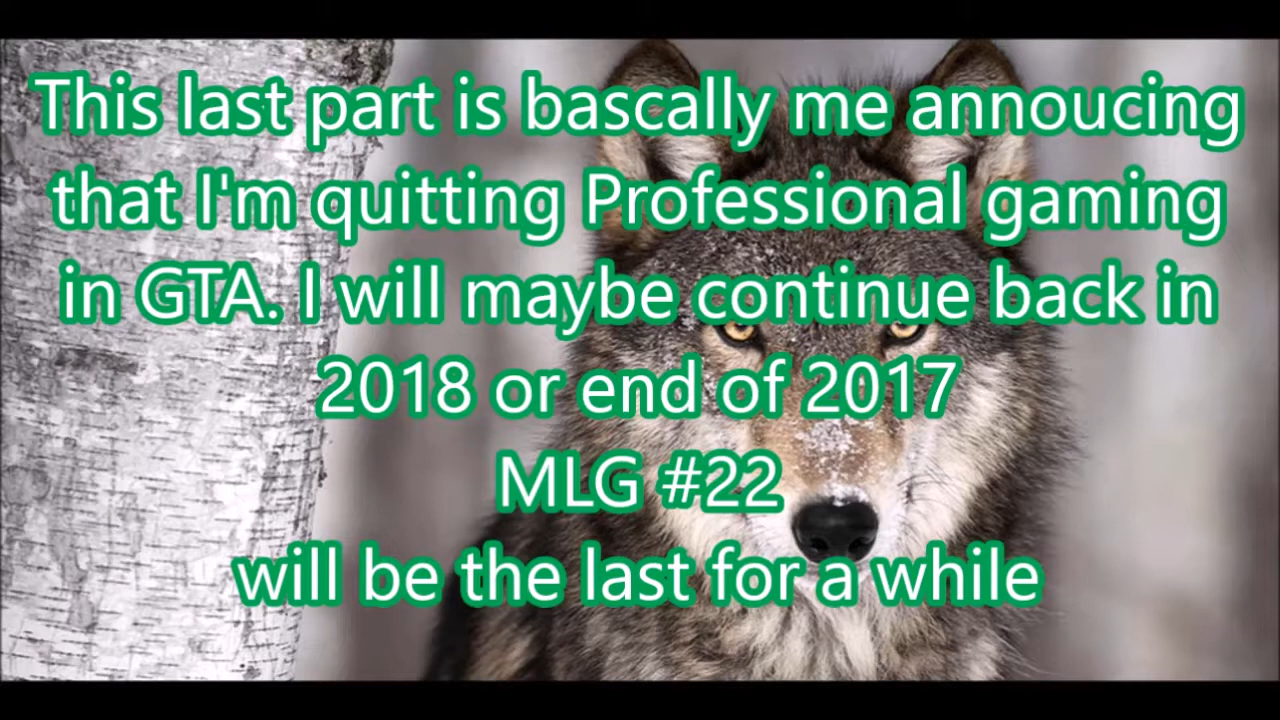 This last part is bascally me annoucing
that I'm quitting Professional gaming
in GTA. I will maybe continue back in
2018 or end of 2017
MLG #22
will be the last for a while